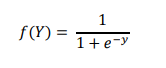 f(Y) = 1 / (1 + e^{-y})